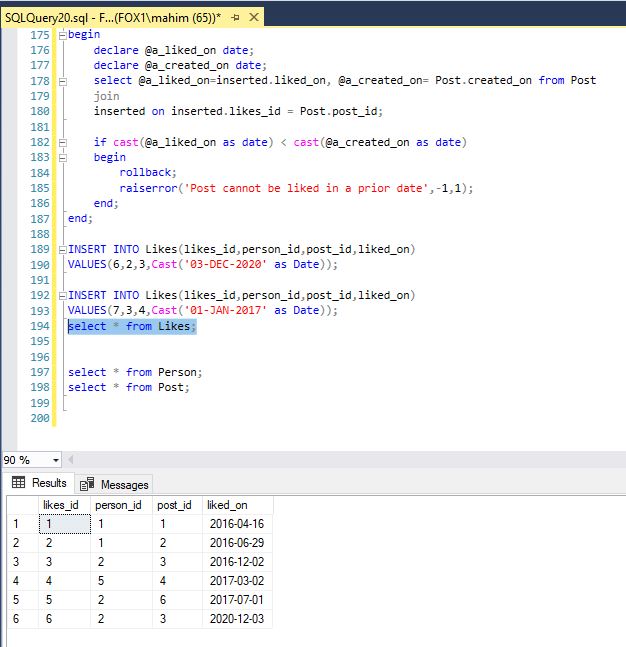 SQLQuery20.sql - F...(FOX1\mahim (65))*
175 begin
176 declare @a_liked_on date;
177 declare @a_created_on date;
178 select @a_liked_on=inserted.liked_on, @a_created_on= Post.created_on from Post
179 join
180 inserted on inserted.likes_id = Post.post_id;
181
182 if cast(@a_liked_on as date) < cast(@a_created_on as date)
183 begin
184 rollback;
185 raiserror('Post cannot be liked in a prior date',-1,1);
186 end;
187 end;
188
189 INSERT INTO Likes(likes_id,person_id,post_id,liked_on)
190 VALUES(6,2,3,Cast('03-DEC-2020' as Date));
191
192 INSERT INTO Likes(likes_id,person_id,post_id,liked_on)
193 VALUES(7,3,4,Cast('01-JAN-2017' as Date));
194 select * from Likes;
195
196
197 select * from Person;
198 select * from Post;
199
200
90 %
Results Messages
likes_id person_id post_id liked_on
1 1 1 1 2016-04-16
2 2 1 2 2016-06-29
3 3 2 3 2016-12-02
4 4 5 4 2017-03-02
5 5 2 6 2017-07-01
6 6 2 3 2020-12-03